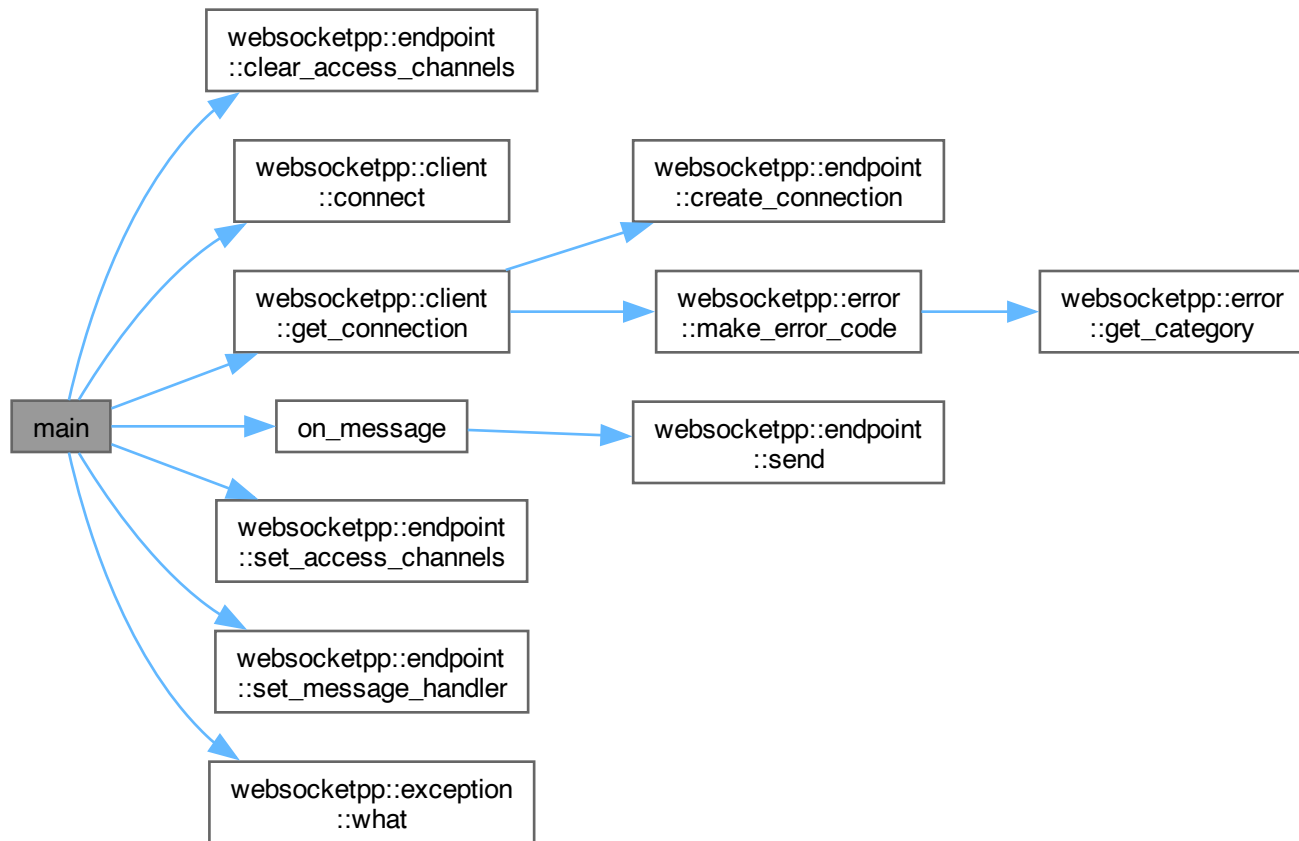 websocketpp::endpoint
::clear_access_channels
websocketpp::client
::connect
websocketpp::endpoint
::create_connection
websocketpp::client
::get_connection
websocketpp::error
::make_error_code
websocketpp::error
::get_category
main
on_message
websocketpp::endpoint
::send
websocketpp::endpoint
::set_access_channels
websocketpp::endpoint
::set_message_handler
websocketpp::exception
::what